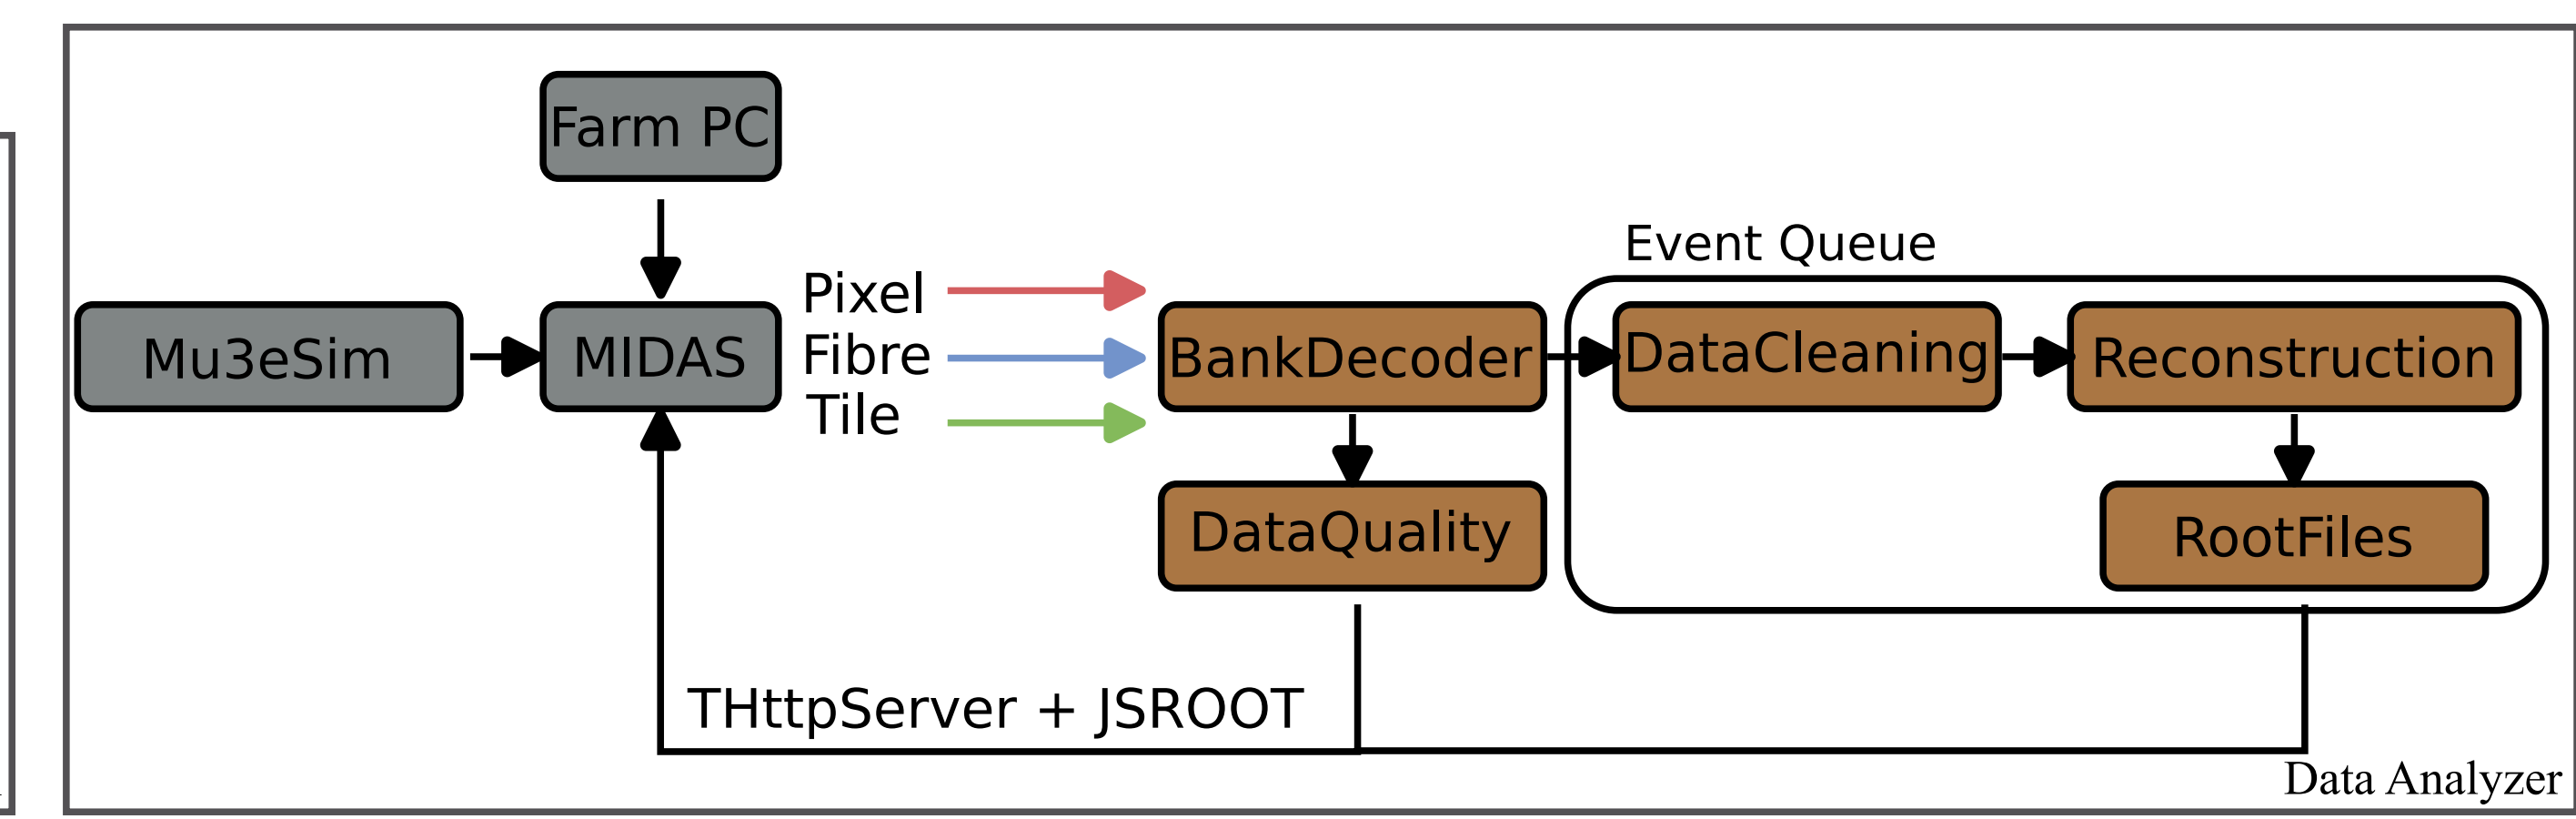 Farm PC
Event Queue
Pixel
Fibre
Tile
Mu3eSim
MIDAS
BankDecoder
DataCleaning
Reconstruction
DataQuality
RootFiles
THttpServer + JSROOT
Data Analyzer